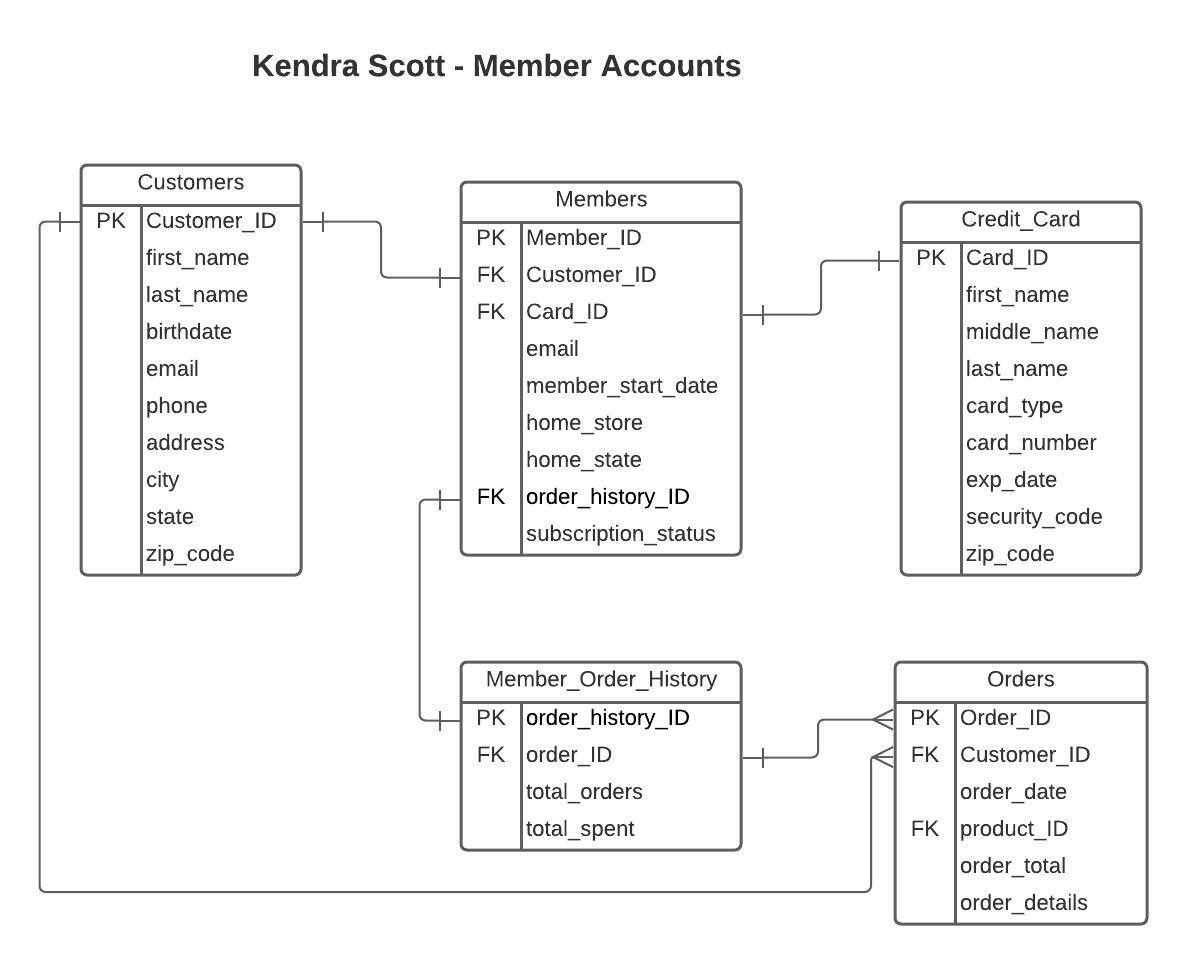 Kendra Scott - Member Accounts
Customers
PK Customer_ID
first_name
last_name
birthdate
email
phone
address
city
state
zip_code
Members
PK Member_ID
FK Customer_ID
FK Card_ID
email
member_start_date
home_store
home_state
FK order_history_ID
subscription_status
Credit_Card
PK Card_ID
first_name
middle_name
last_name
card_type
card_number
exp_date
security_code
zip_code
Member_Order_History
PK order_history_ID
FK order_ID
total_orders
total_spent
Orders
PK Order_ID
FK Customer_ID
order_date
FK product_ID
order_total
order_details